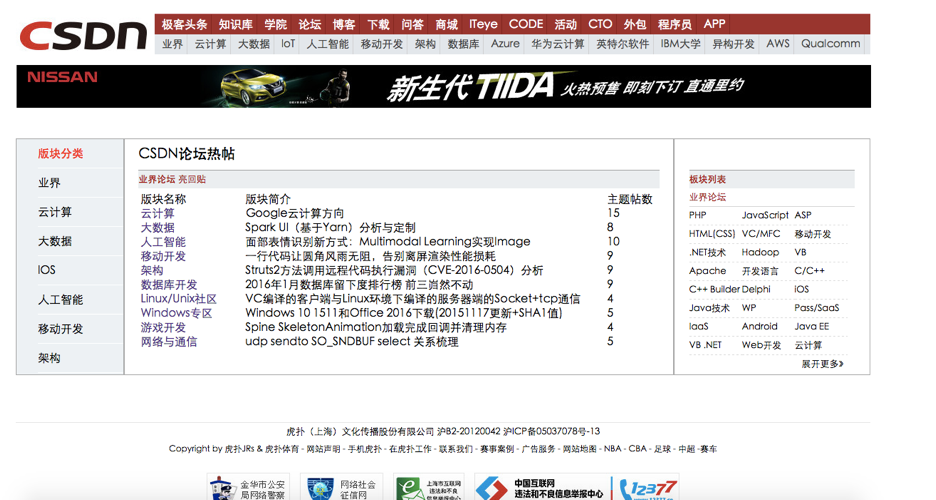 CSDN
极客头条 知识库 学院 论坛 博客 下载 问答 商城 ITeye CODE 活动 CTO 外包 程序员 APP
业界 云计算 大数据 IoT 人工智能 移动开发 架构 数据库 Azure 华为云计算 英特尔软件 IBM大学 异构开发 AWS Qualcomm
NISSAN
新生代 TIIDA 火热预售 即刻下订 直通里约
版块分类
业界
云计算
大数据
IOS
人工智能
移动开发
架构
CSDN论坛热帖
业界论坛 亮回贴
版块名称 版块简介 主题帖数
云计算 Google云计算方向 15
大数据 Spark UI（基于Yarn）分析与定制 8
人工智能 面部表情识别新方式：Multimodal Learning实现Image 10
移动开发 一行代码让圆角风雨无阻，告别离屏渲染性能损耗 9
架构 Struts2方法调用远程代码执行漏洞（CVE-2016-0504）分析 9
数据库开发 2016年1月数据库留下度排行榜 前三岿然不动 9
Linux/Unix社区 VC编译的客户端与Linux环境下编译的服务器端的Socket+tcp通信 4
Windows专区 Windows 10 1511和Office 2016下载(20151117更新+SHA1值) 5
游戏开发 Spine SkeletonAnimation加载完成回调并清理内存 4
网络与通信 udp sendto SO_SNDBUF select 关系梳理 5
板块列表
业界论坛
PHP JavaScript ASP
HTML(CSS) VC/MFC 移动开发
.NET技术 Hadoop VB
Apache 开发语言 C/C++
C++ Builder Delphi iOS
Java技术 WP Pass/SaaS
IaaS Android Java EE
VB .NET Web开发 云计算
展开更多》
虎扑（上海）文化传播股份有限公司 沪B2-20120042 沪ICP备05037078号-13
Copyright by 虎扑JRs & 虎扑体育 - 网站声明 - 手机虎扑 - 在虎扑工作 - 联系我们 - 赛事案例 - 广告服务 - 网站地图 - NBA - CBA - 足球 - 中超 -赛车
金华市公安局网络警察
网络社会征信网
上海市互联网违法和不良信息举报中心
中国互联网违法和不良信息举报中心
12377